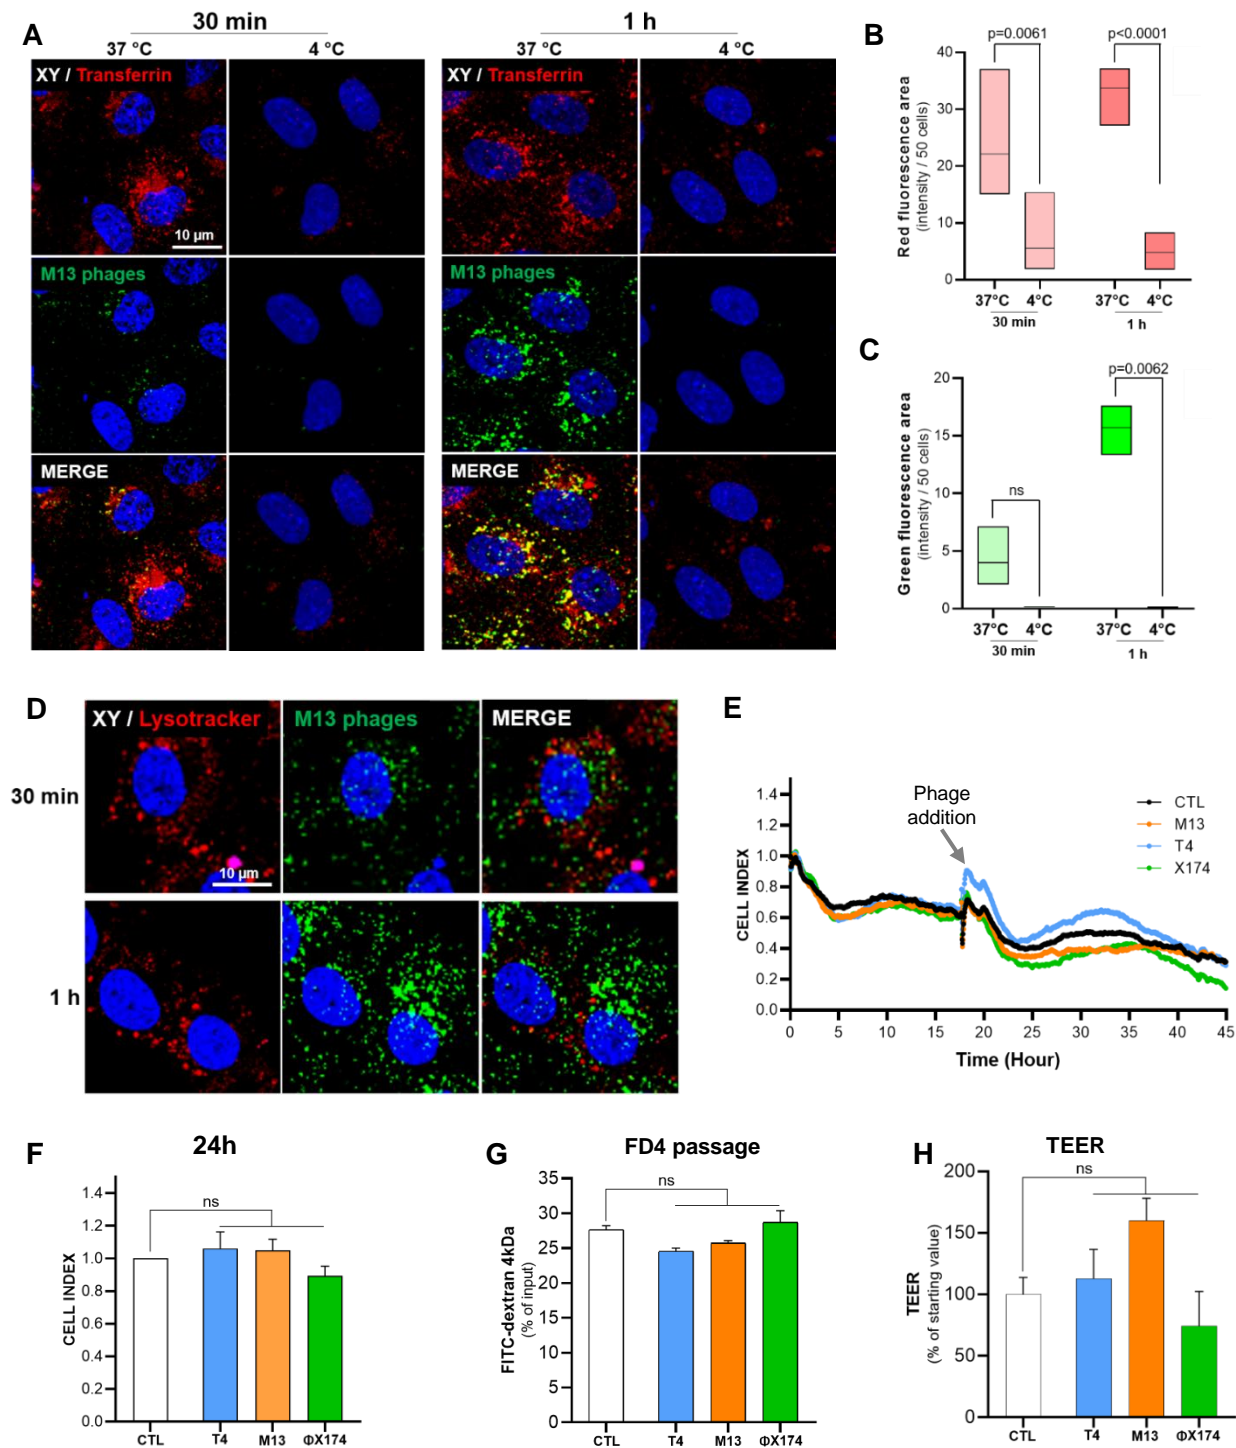 A
30 min
1 h
37 °C
4 °C
37 °C
4 °C
XY / Transferrin
XY / Transferrin
10 µm
M13 phages
M13 phages
MERGE
MERGE
B
p=0.0061
p<0.0001
Red fluorescence area
(intensity / 50 cells)
40
30
20
10
0
37°C
4°C
37°C
4°C
30 min
1 h
C
p=0.0062
ns
Green fluorescence area
(intensity / 50 cells)
20
15
10
5
0
37°C
4°C
37°C
4°C
30 min
1 h
D
XY / Lysotracker
M13 phages
MERGE
30 min
10 µm
1 h
E
Phage
addition
CTL
M13
T4
X174
CELL INDEX
1.4
1.2
1.0
0.8
0.6
0.4
0.2
0.0
0
5
10
15
20
25
30
35
40
45
Time (Hour)
F
24h
ns
CELL INDEX
1.4
1.2
1.0
0.8
0.6
0.4
0.2
0.0
CTL
T4
M13
ΦX174
G
FD4 passage
ns
FITC-dextran 4kDa
(% of input)
35
30
25
20
15
10
5
0
CTL
T4
M13
ΦX174
H
TEER
ns
TEER
(% of starting value)
200
150
100
50
0
CTL
T4
M13
ΦX174